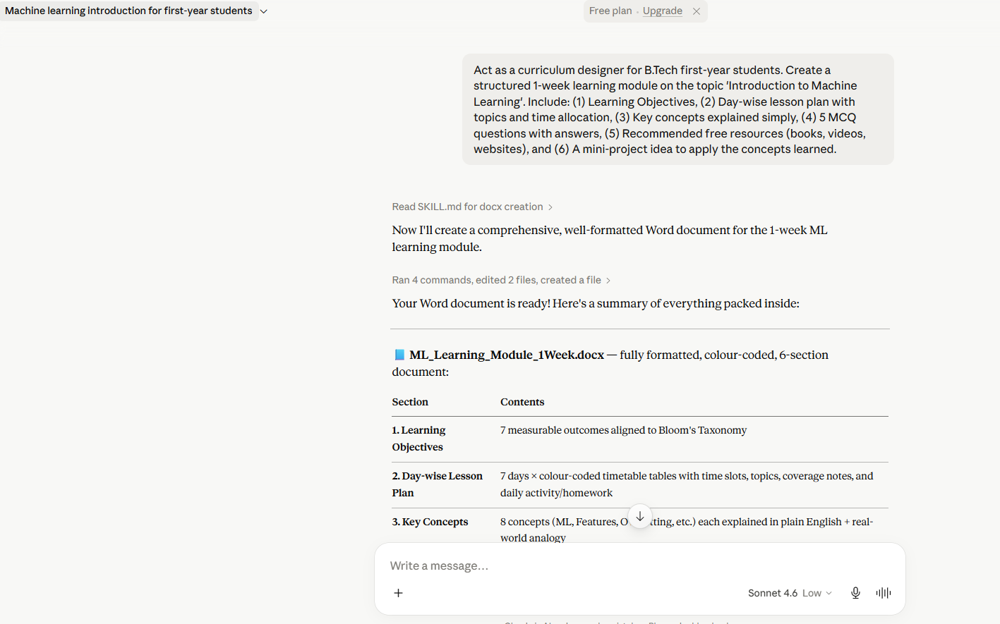 Machine learning introduction for first-year students
Free plan · Upgrade
Act as a curriculum designer for B.Tech first-year students. Create a
structured 1-week learning module on the topic 'Introduction to Machine
Learning'. Include: (1) Learning Objectives, (2) Day-wise lesson plan with
topics and time allocation, (3) Key concepts explained simply, (4) 5 MCQ
questions with answers, (5) Recommended free resources (books, videos,
websites), and (6) A mini-project idea to apply the concepts learned.
Read SKILL.md for docx creation
Now I'll create a comprehensive, well-formatted Word document for the 1-week ML
learning module.
Ran 4 commands, edited 2 files, created a file
Your Word document is ready! Here's a summary of everything packed inside:
ML_Learning_Module_1Week.docx — fully formatted, colour-coded, 6-section
document:
Section Contents
1. Learning
Objectives
7 measurable outcomes aligned to Bloom's Taxonomy
2. Day-wise Lesson
Plan
7 days × colour-coded timetable tables with time slots, topics, coverage notes, and
daily activity/homework
3. Key Concepts
8 concepts (ML, Features, etc.) each explained in plain English + real-
world analogy
Write a message...
Sonnet 4.6 Low